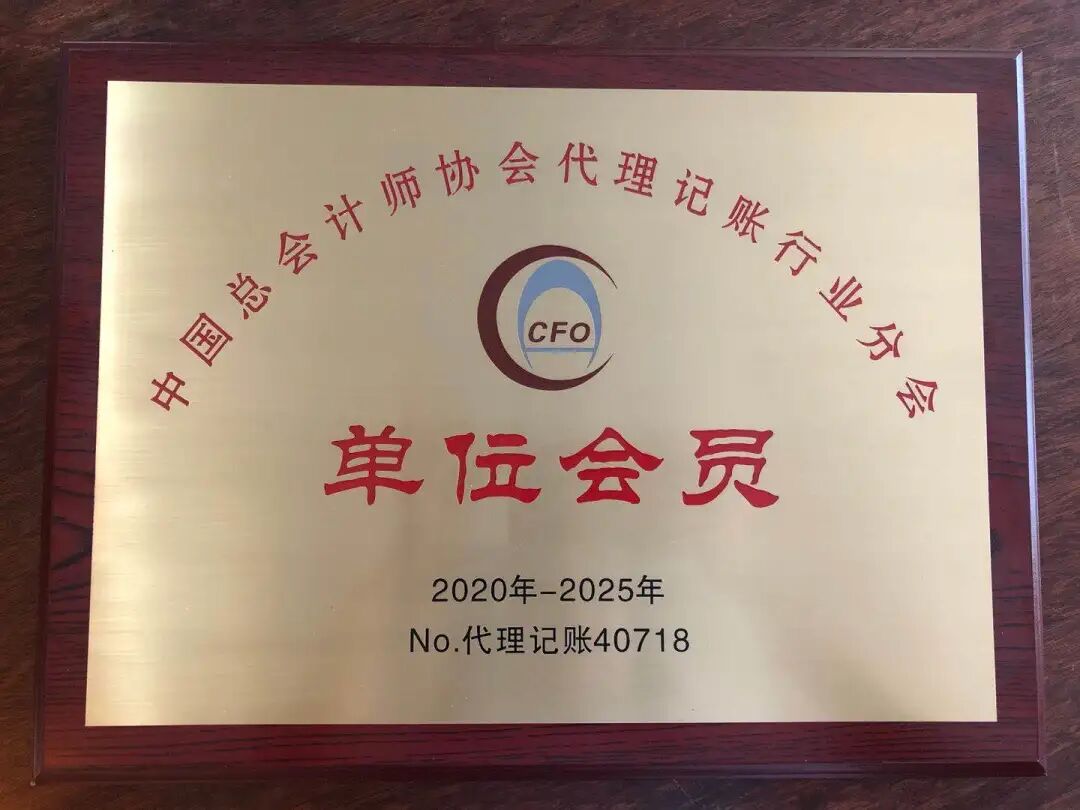 中国总会计师协会代理记账行业分会
CFO
单位会员
2020年-2025年
No.代理记账40718